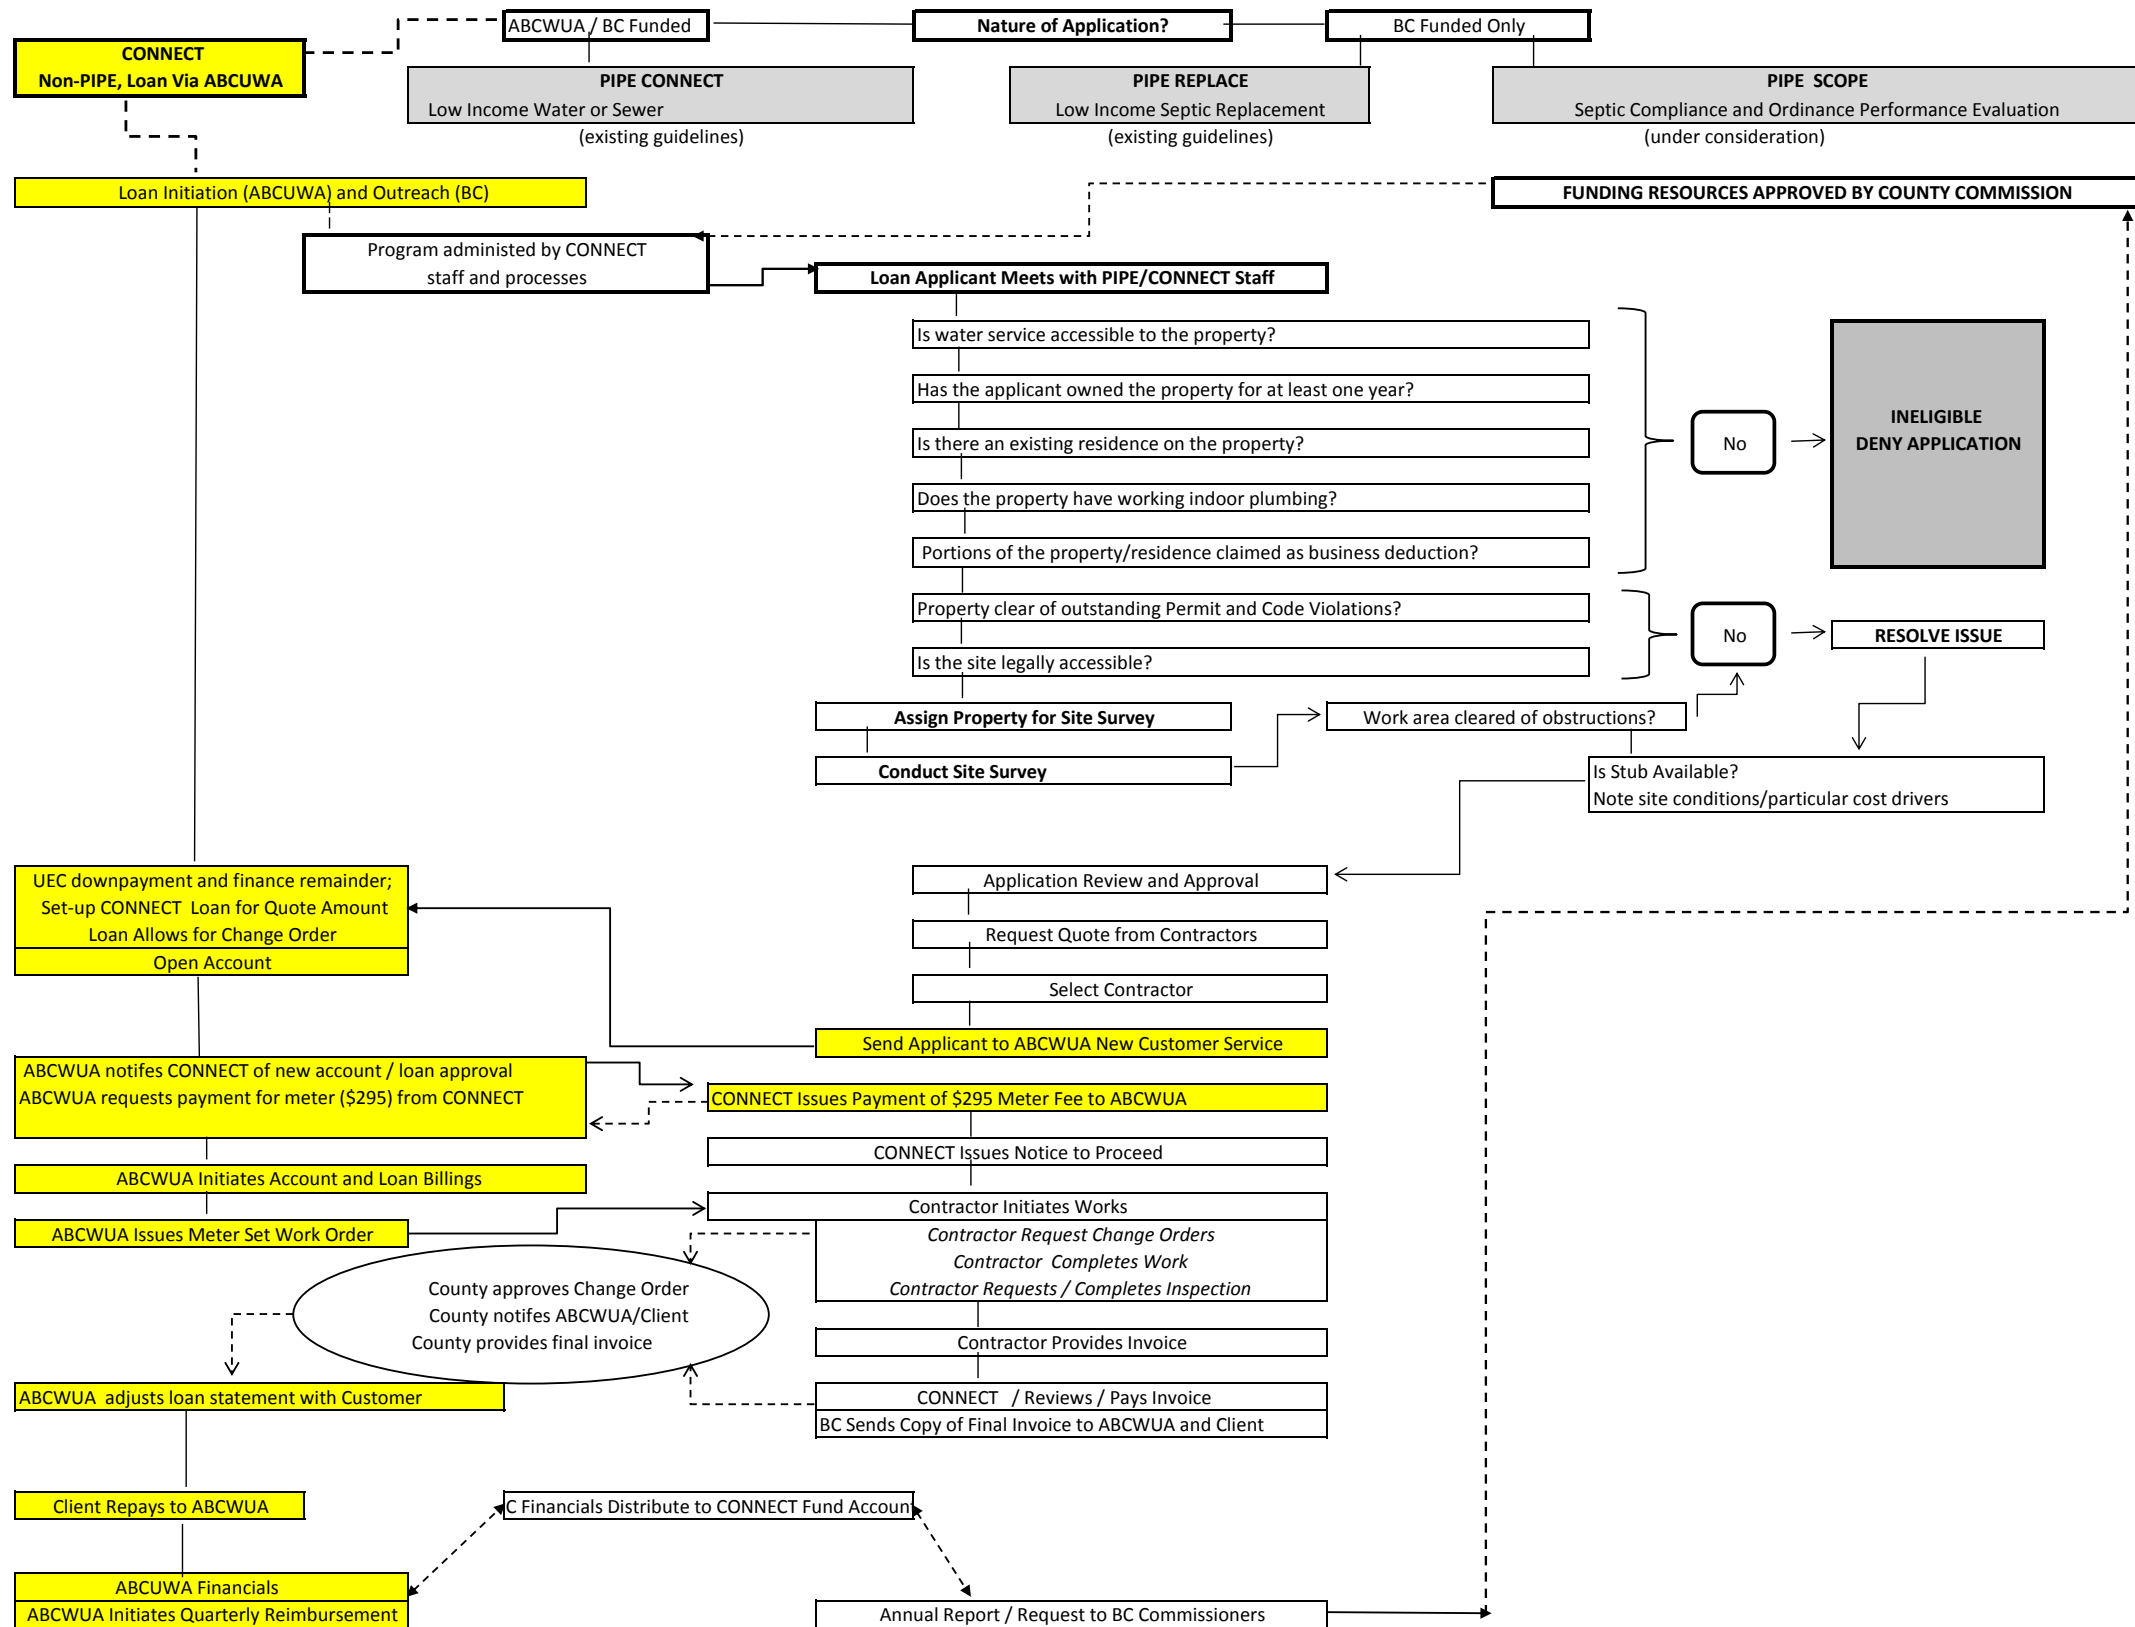 ABCWUA / BC Funded
Nature of Application?
BC Funded Only
CONNECT
Non-PIPE, Loan Via ABCUWA
PIPE CONNECT
Low Income Water or Sewer
(existing guidelines)
PIPE REPLACE
Low Income Septic Replacement
(existing guidelines)
PIPE SCOPE
Septic Compliance and Ordinance Performance Evaluation
(under consideration)
Loan Initiation (ABCUWA) and Outreach (BC)
FUNDING RESOURCES APPROVED BY COUNTY COMMISSION
Program administed by CONNECT
staff and processes
Loan Applicant Meets with PIPE/CONNECT Staff
Is water service accessible to the property?
Has the applicant owned the property for at least one year?
Is there an existing residence on the property?
Does the property have working indoor plumbing?
Portions of the property/residence claimed as business deduction?
No
INELIGIBLE
DENY APPLICATION
Property clear of outstanding Permit and Code Violations?
Is the site legally accessible?
No
RESOLVE ISSUE
Assign Property for Site Survey
Work area cleared of obstructions?
Conduct Site Survey
Is Stub Available?
Note site conditions/particular cost drivers
UEC downpayment and finance remainder;
Set-up CONNECT Loan for Quote Amount
Loan Allows for Change Order
Open Account
Application Review and Approval
Request Quote from Contractors
Select Contractor
Send Applicant to ABCWUA New Customer Service
ABCWUA notifes CONNECT of new account / loan approval
ABCWUA requests payment for meter ($295) from CONNECT
CONNECT Issues Payment of $295 Meter Fee to ABCWUA
CONNECT Issues Notice to Proceed
ABCWUA Initiates Account and Loan Billings
Contractor Initiates Works
ABCWUA Issues Meter Set Work Order
Contractor Request Change Orders
Contractor Completes Work
Contractor Requests / Completes Inspection
County approves Change Order
County notifes ABCWUA/Client
County provides final invoice
Contractor Provides Invoice
ABCWUA adjusts loan statement with Customer
CONNECT / Reviews / Pays Invoice
BC Sends Copy of Final Invoice to ABCWUA and Client
Client Repays to ABCWUA
C Financials Distribute to CONNECT Fund Accoun
ABCUWA Financials
ABCWUA Initiates Quarterly Reimbursement
Annual Report / Request to BC Commissioners